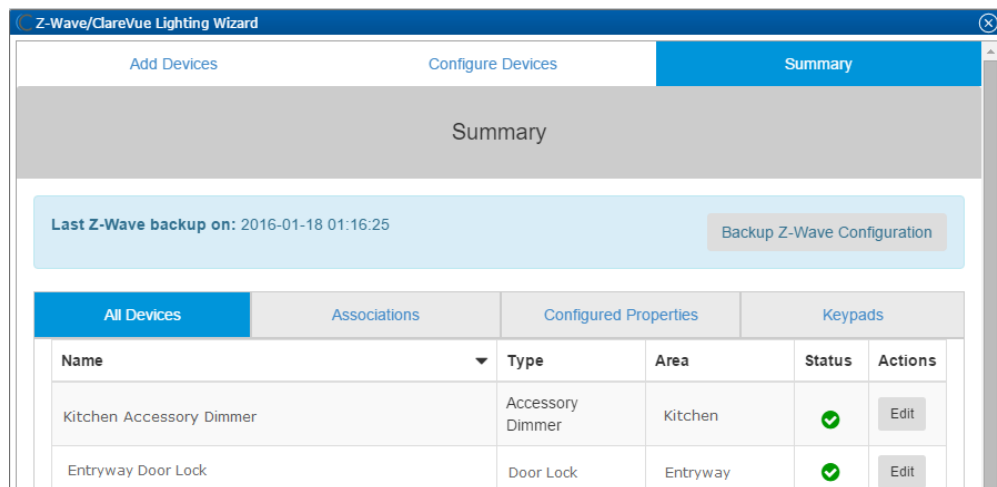 Z-Wave/ClareVue Lighting Wizard
Add Devices Configure Devices Summary
Summary
Last Z-Wave backup on: 2016-01-18 01:16:25
Backup Z-Wave Configuration
All Devices Associations Configured Properties Keypads
Name Type Area Status Actions
Kitchen Accessory Dimmer Accessory Dimmer Kitchen Edit
Entryway Door Lock Door Lock Entryway Edit